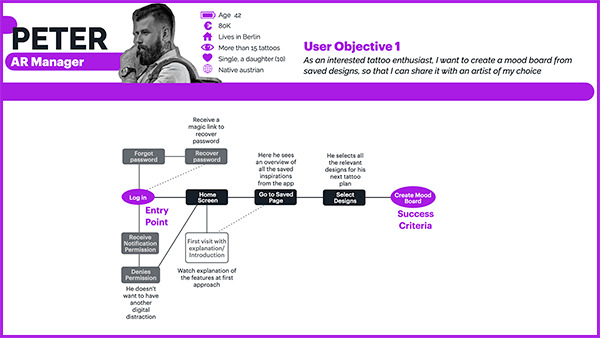 PETER
AR Manager
Age 42
80K
Lives in Berlin
More than 15 tattoos
Single, a daughter (10)
Native austrian
User Objective 1
As an interested tattoo enthusiast, I want to create a mood board from
saved designs, so that I can share it with an artist of my choice
Receive a
magic link to
recover
password
Forgot
password
Recover
password
Here he sees
an overview of
all the saved
inspirations
from the app
He selects all
the relevant
designs for his
next tattoo
plan
Log in
Entry
Point
Home
Screen
Go to Saved
Page
Select
Designs
Create Mood
Board
Success
Criteria
Receive
Notification
Permission
First visit with
explanation/
Introduction
Denies
Permission
Watch explanation of
the features at first
approach
He doesn't
want to have
another
digital
distraction